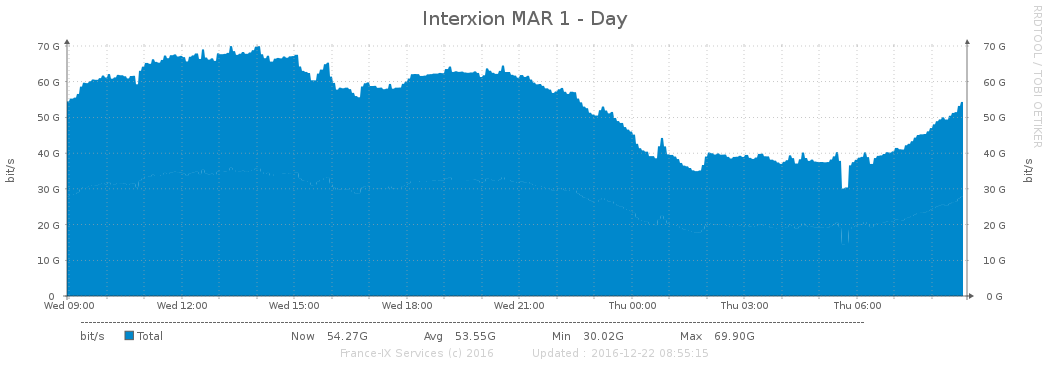 Interxion MAR 1 - Day
RRDTOOL / TOBI OETIKER
bit/s
bit/s
70 G 70 G
60 G 60 G
50 G 50 G
40 G 40 G
30 G 30 G
20 G 20 G
10 G 10 G
0 0 G
Wed 09:00 Wed 12:00 Wed 15:00 Wed 18:00 Wed 21:00 Thu 00:00 Thu 03:00 Thu 06:00
bit/s Total Now 54.27G Avg 53.55G Min 30.02G Max 69.90G
France-IX Services (c) 2016 Updated : 2016-12-22 08:55:15